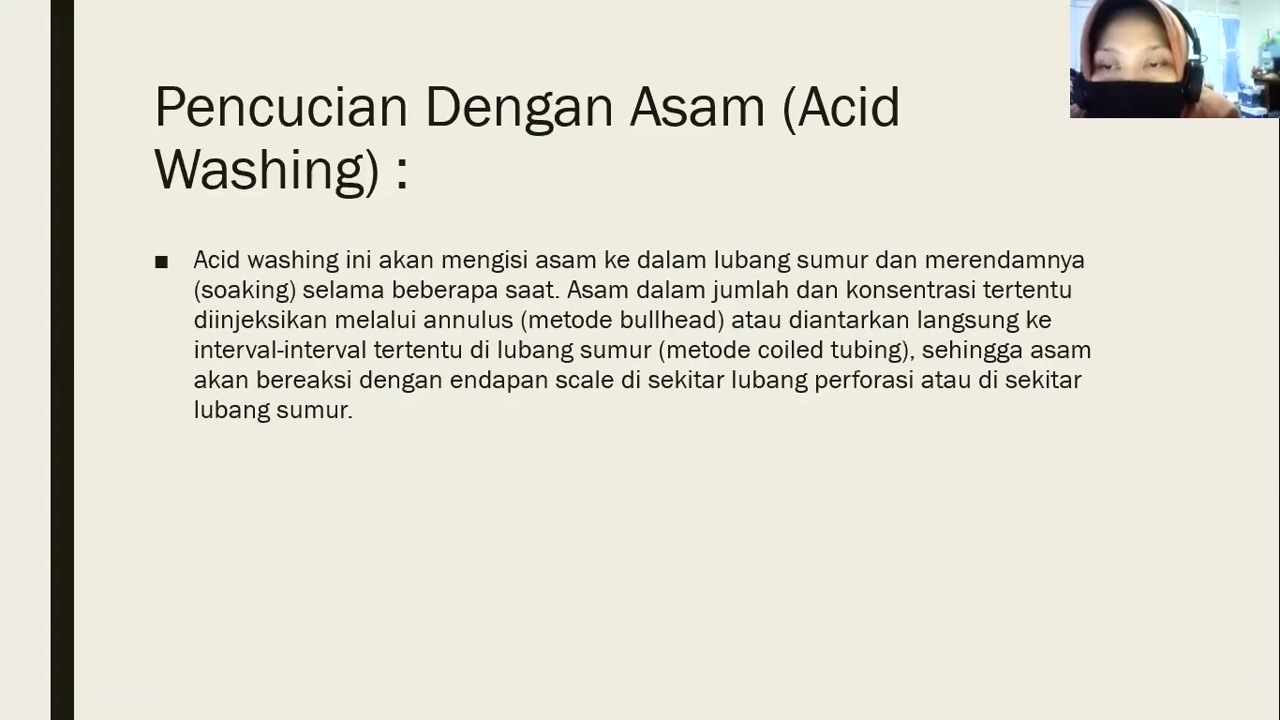 Pencucian Dengan Asam (Acid
Washing) :
■ Acid washing ini akan mengisi asam ke dalam lubang sumur dan merendamnya
(soaking) selama beberapa saat. Asam dalam jumlah dan konsentrasi tertentu
diinjeksikan melalui annulus (metode bullhead) atau diantarkan langsung ke
interval-interval tertentu di lubang sumur (metode coiled tubing), sehingga asam
akan bereaksi dengan endapan scale di sekitar lubang perforasi atau di sekitar
lubang sumur.